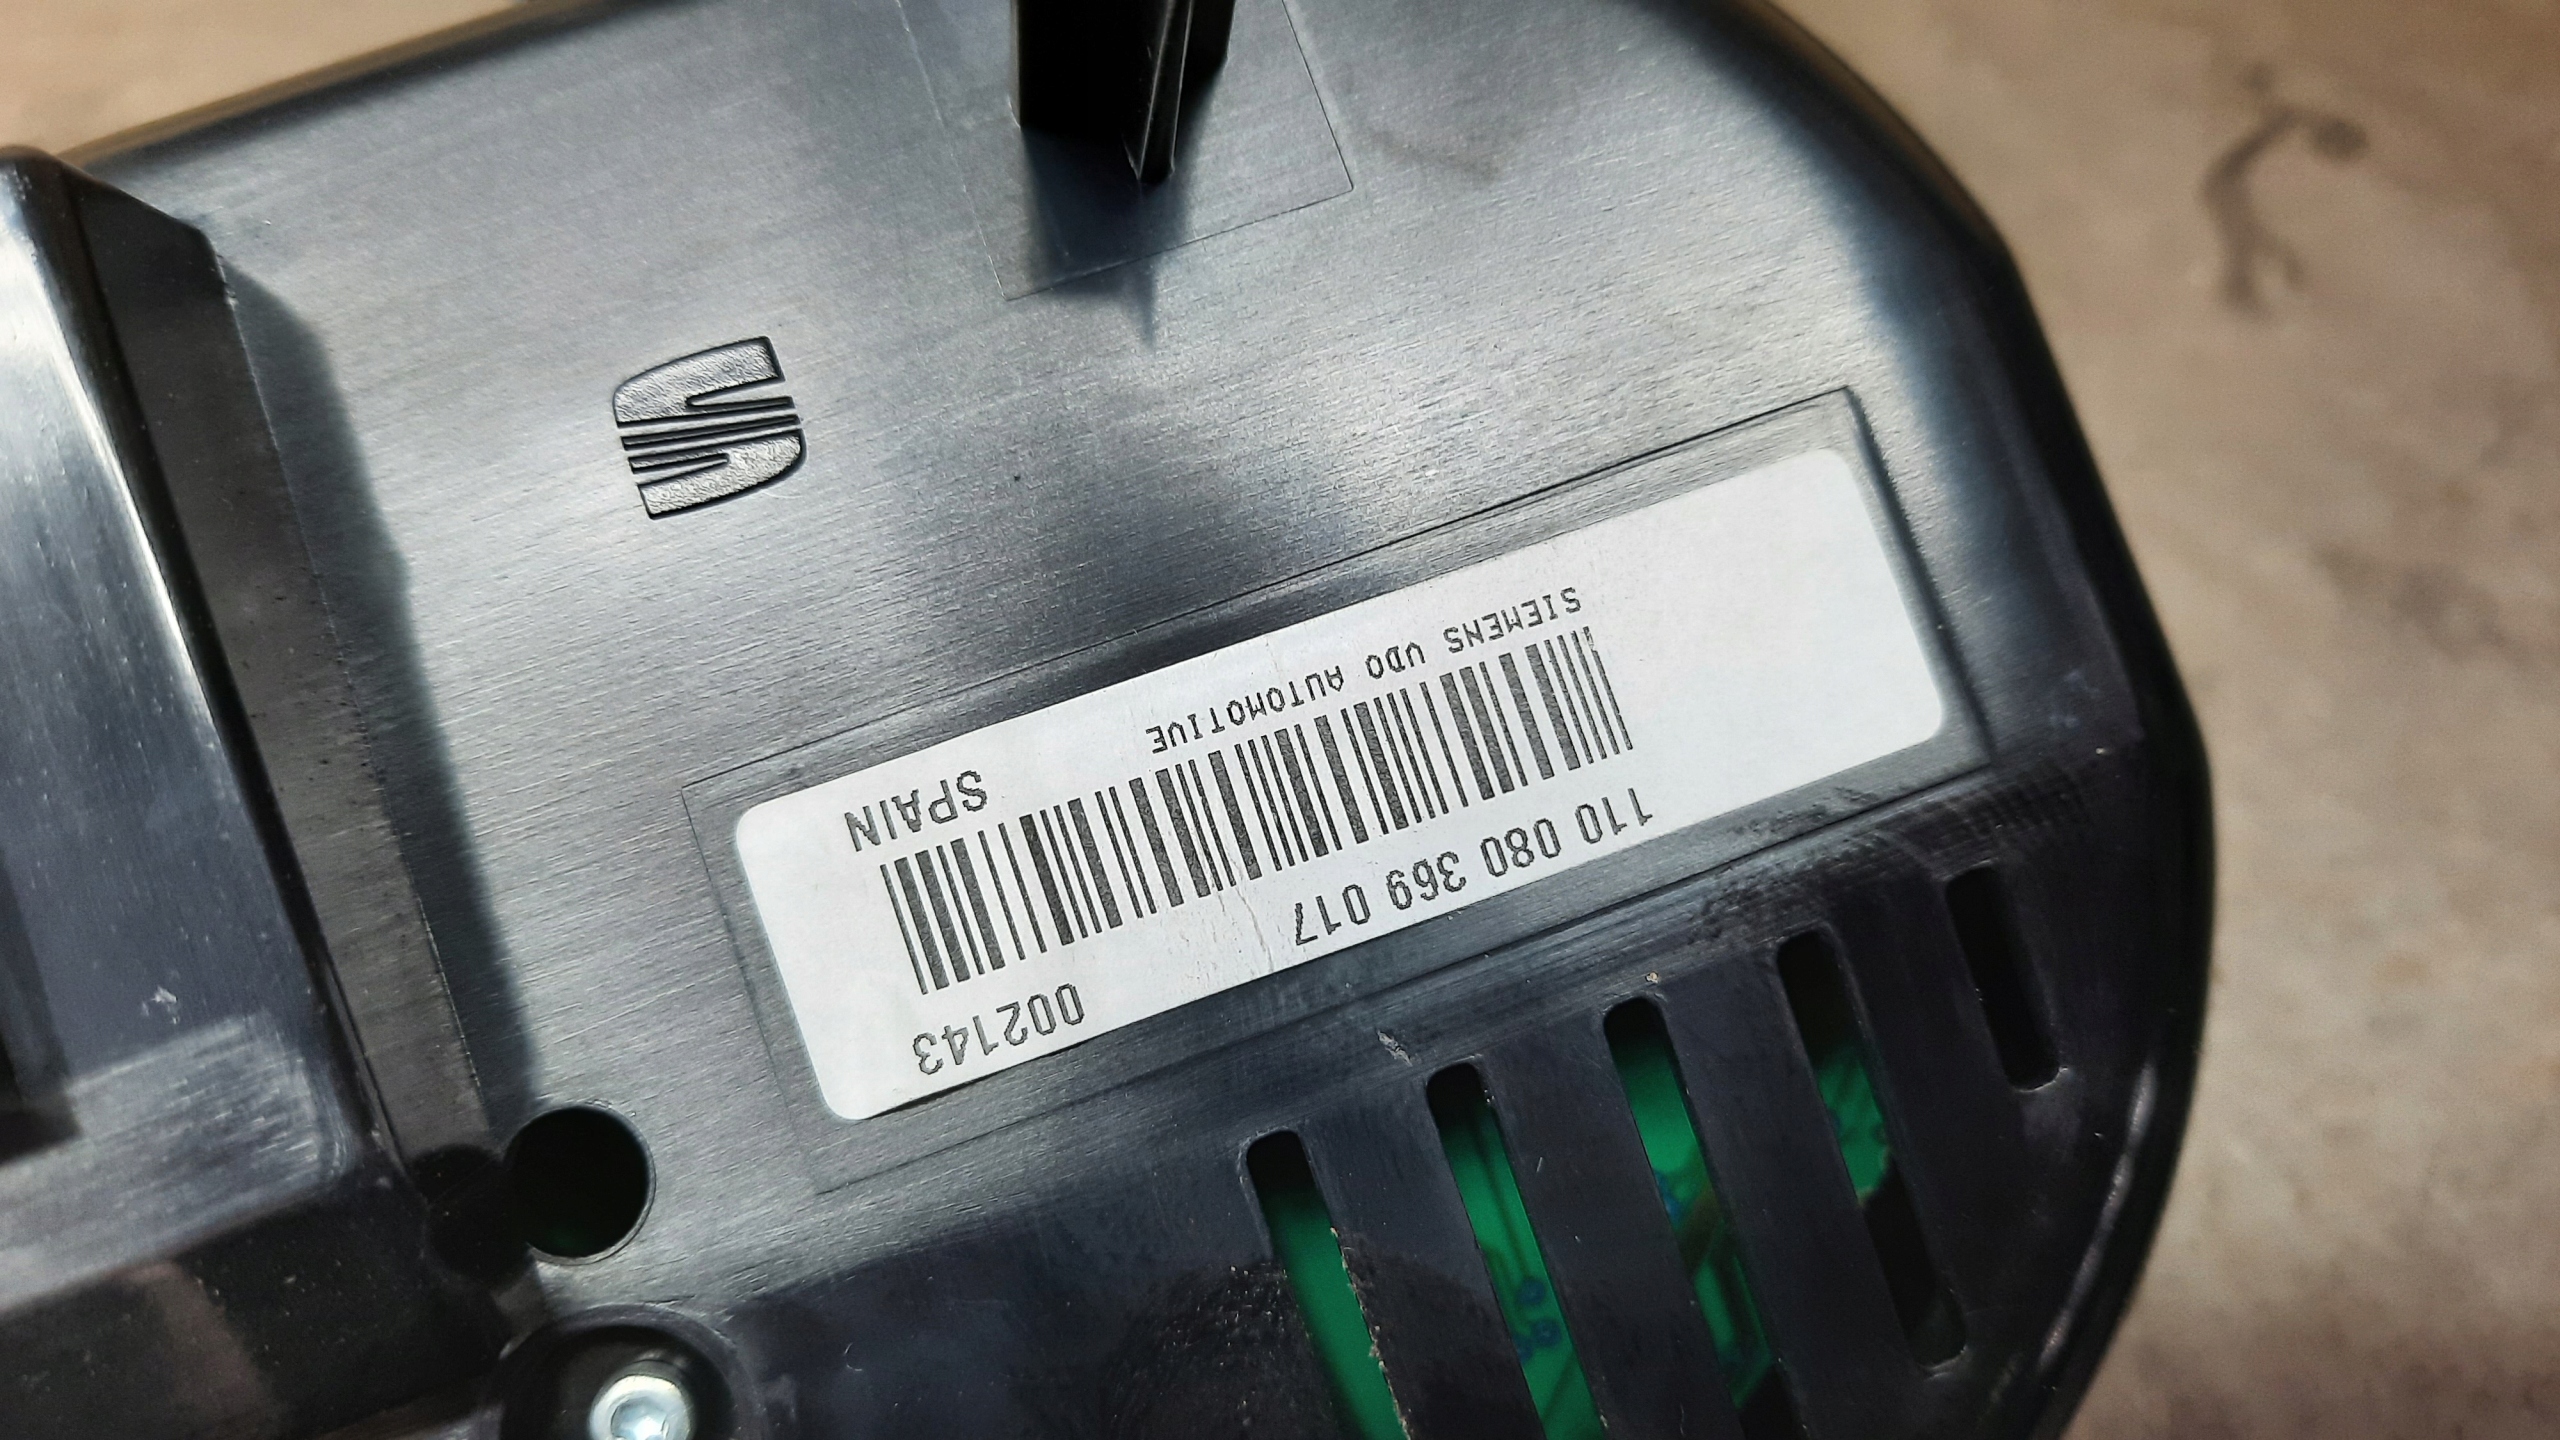 110 080 369 017 002143
SIEMENS VDO AUTOMOTIVE SPAIN